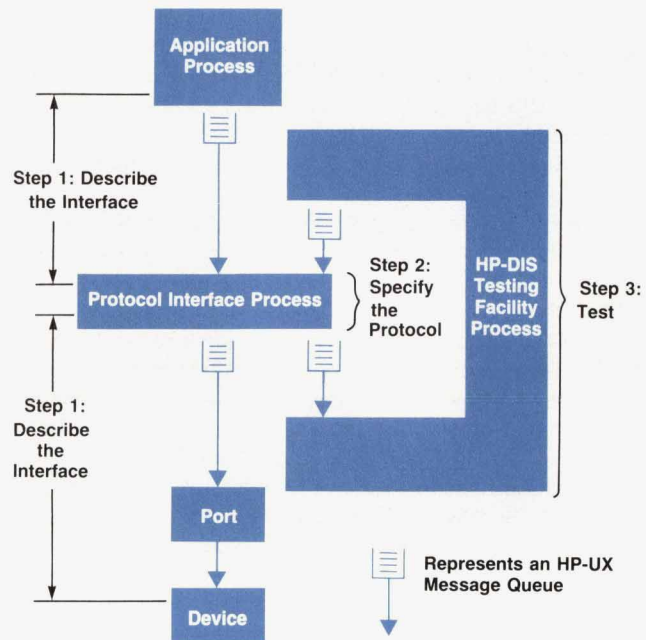 Application
Process
Step 1: Describe
the Interface
Protocol Interface Process
Step 2:
Specify
the
Protocol
HP-DIS
Testing
Facility
Process
Step 3:
Test
Step 1:
Describe
the
Interface
Port
Device
Represents an HP-UX
Message Queue